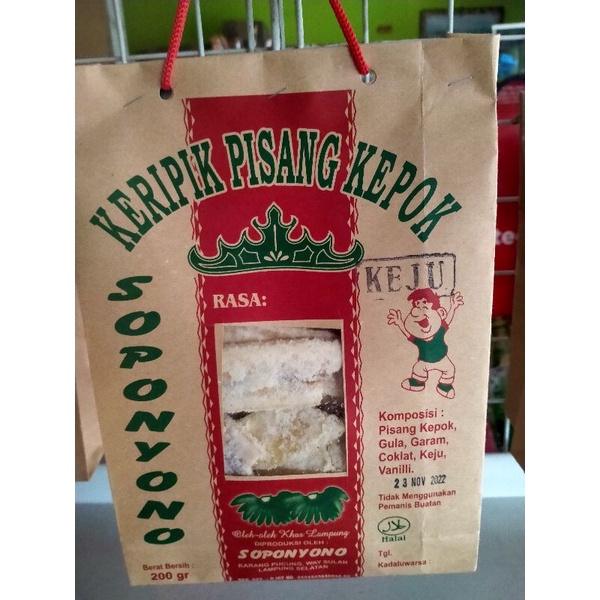 KERIPIK PISANG KEPOK
KEJU
RASA:
SOPONYONO
Komposisi :
Pisang Kepok,
Gula, Garam,
Coklat, Keju,
Vanilli.
23 NOV 2022
Tidak Menggunakan
Pemanis Buatan
Halal
Tgl.
Kadaluwarsa :
Oleh-oleh Khas Lampung
DIPRODUKSI OLEH :
SOPONYONO
KARANG PUCUNG, WAY SULAN
LAMPUNG SELATAN
Berat Bersih :
200 gr